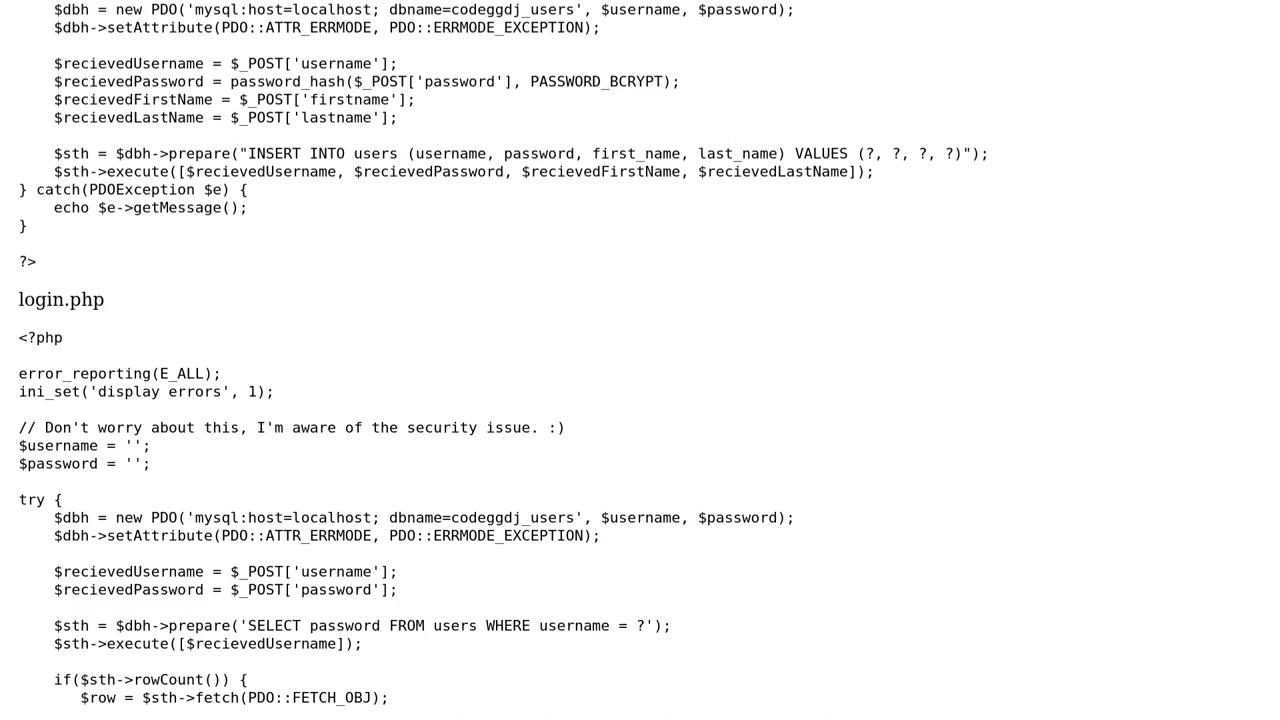 $dbh = new PDO('mysql:host=localhost; dbname=codeggdj_users', $username, $password);
$dbh->setAttribute(PDO::ATTR_ERRMODE, PDO::ERRMODE_EXCEPTION);
$recievedUsername = $_POST['username'];
$recievedPassword = password_hash($_POST['password'], PASSWORD_BCRYPT);
$recievedFirstName = $_POST['firstname'];
$recievedLastName = $_POST['lastname'];
$sth = $dbh->prepare("INSERT INTO users (username, password, first_name, last_name) VALUES (?, ?, ?, ?)");
$sth->execute([$recievedUsername, $recievedPassword, $recievedFirstName, $recievedLastName]);
} catch(PDOException $e) {
echo $e->getMessage();
}
?>
login.php
<?php
error_reporting(E_ALL);
ini_set('display errors', 1);
// Don't worry about this, I'm aware of the security issue. :)
$username = '';
$password = '';
try {
$dbh = new PDO('mysql:host=localhost; dbname=codeggdj_users', $username, $password);
$dbh->setAttribute(PDO::ATTR_ERRMODE, PDO::ERRMODE_EXCEPTION);
$recievedUsername = $_POST['username'];
$recievedPassword = $_POST['password'];
$sth = $dbh->prepare('SELECT password FROM users WHERE username = ?');
$sth->execute([$recievedUsername]);
if($sth->rowCount()) {
$row = $sth->fetch(PDO::FETCH_OBJ);